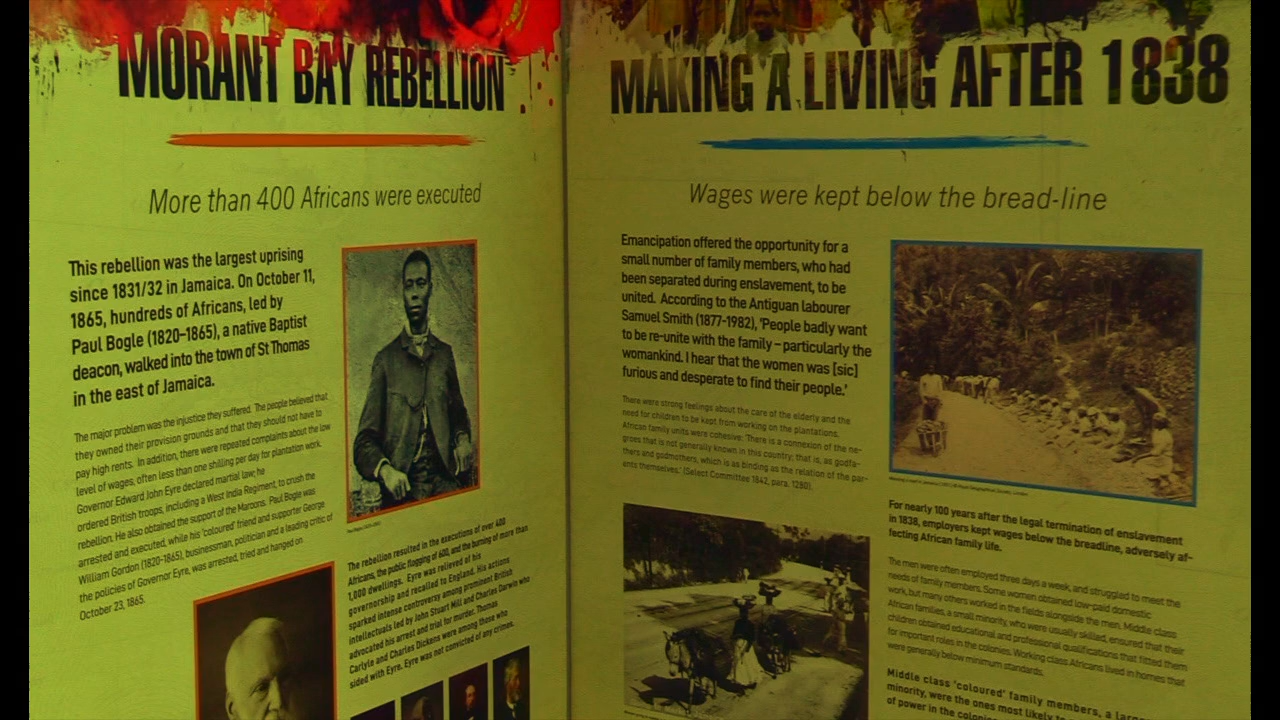 MORANT BAY REBELLION
More than 400 Africans were executed
This rebellion was the largest uprising
since 1831/32 in Jamaica. On October 11,
1865, hundreds of Africans, led by
Paul Bogle (1820–1865), a native Baptist
deacon, walked into the town of St Thomas
in the east of Jamaica.
The major problem was the injustice they suffered. The people believed that
they owned their provision grounds and that they should not have to
pay high rents. In addition, there were repeated complaints about the low
level of wages, often less than one shilling per day for plantation work.
Governor Edward John Eyre declared martial law; he
ordered British troops, including a West India Regiment, to crush the
rebellion. He also obtained the support of the Maroons. Paul Bogle was
arrested and executed, while his 'coloured' friend and supporter George
William Gordon (1820-1865), businessman, politician and a leading critic of
the policies of Governor Eyre, was arrested, tried and hanged on
October 23, 1865.
The rebellion resulted in the executions of over 400
Africans, the public flogging of 600, and the burning of more than
1,000 dwellings. Eyre was relieved of his
governorship and recalled to England. His actions
sparked intense controversy among prominent British
intellectuals led by John Stuart Mill and Charles Darwin who
advocated his arrest and trial for murder. Thomas
Carlyle and Charles Dickens were among those who
sided with Eyre. Eyre was not convicted of any crimes.
MAKING A LIVING AFTER 1838
Wages were kept below the bread-line
Emancipation offered the opportunity for a
small number of family members, who had
been separated during enslavement, to be
united. According to the Antiguan labourer
Samuel Smith (1877-1982), 'People badly want
to be re-unite with the family – particularly the
womankind. I hear that the women was [sic]
furious and desperate to find their people.'
There were strong feelings about the care of the elderly and the
need for children to be kept from working on the plantations.
African family units were cohesive: 'There is a connexion of the ne-
groes that is not generally known in this country; that is, as godfa-
thers and godmothers, which is as binding as the relation of the par-
ents themselves.' (Select Committee 1842, para. 1280).
For nearly 100 years after the legal termination of enslavement
in 1838, employers kept wages below the breadline, adversely af-
fecting African family life.
The men were often employed three days a week, and struggled to meet the
needs of family members. Some women obtained low-paid domestic
work, but many others worked in the fields alongside the men. Middle class
African families, a small minority, who were usually skilled, ensured that their
children obtained educational and professional qualifications that fitted them
for important roles in the colonies. Working class Africans lived in homes that
were generally below minimum standards.
Middle class 'coloured' family members, a large
minority, were the ones most likely to
of power in the